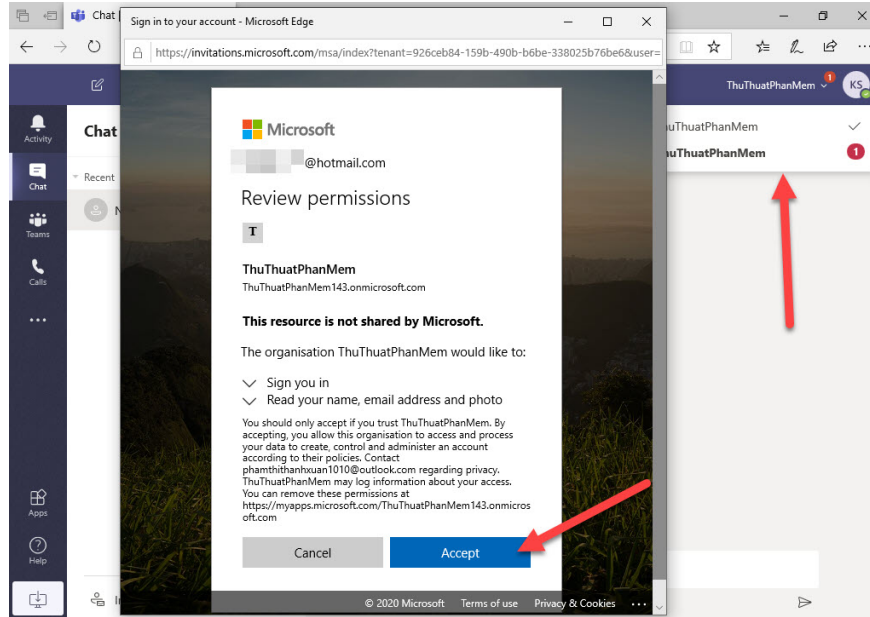 Chat |
Sign in to your account - Microsoft Edge
https://invitations.microsoft.com/msa/index?tenant=926ceb84-159b-490b-b6be-338025b76be6&user=
ThuThuatPhanMem
1
KS
Activity
Chat
Teams
Calls
Apps
Help
Chat
Recent
N
uThuatPhanMem
uThuatPhanMem
1
Microsoft
@hotmail.com
Review permissions
T
ThuThuatPhanMem
ThuThuatPhanMem143.onmicrosoft.com
This resource is not shared by Microsoft.
The organisation ThuThuatPhanMem would like to:
Sign you in
Read your name, email address and photo
You should only accept if you trust ThuThuatPhanMem. By
accepting, you allow this organisation to access and process
your data to create, control and administer an account
according to their policies. Contact
phamthithanhxuan1010@outlook.com regarding privacy.
ThuThuatPhanMem may log information about your access.
You can remove these permissions at
https://myapps.microsoft.com/ThuThuatPhanMem143.onmicros
oft.com
Cancel
Accept
© 2020 Microsoft Terms of use Privacy & Cookies ...